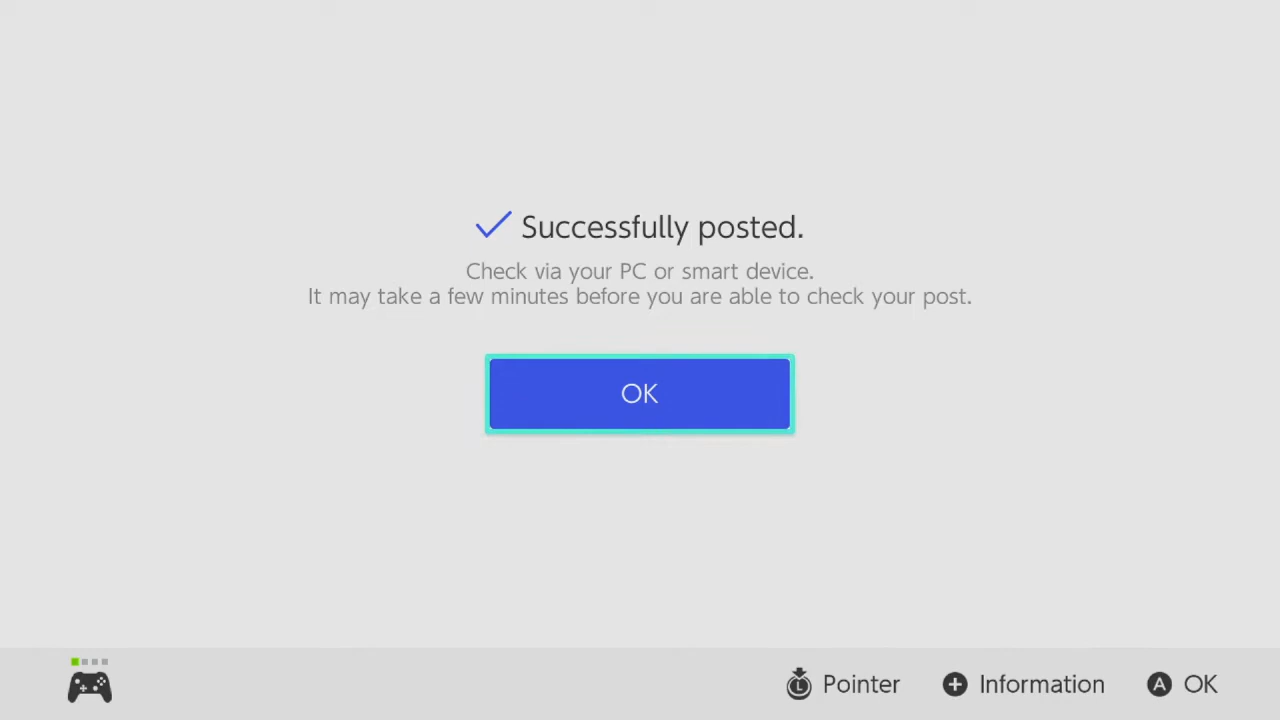 Successfully posted.
Check via your PC or smart device.
It may take a few minutes before you are able to check your post.
OK
L Pointer + Information A OK